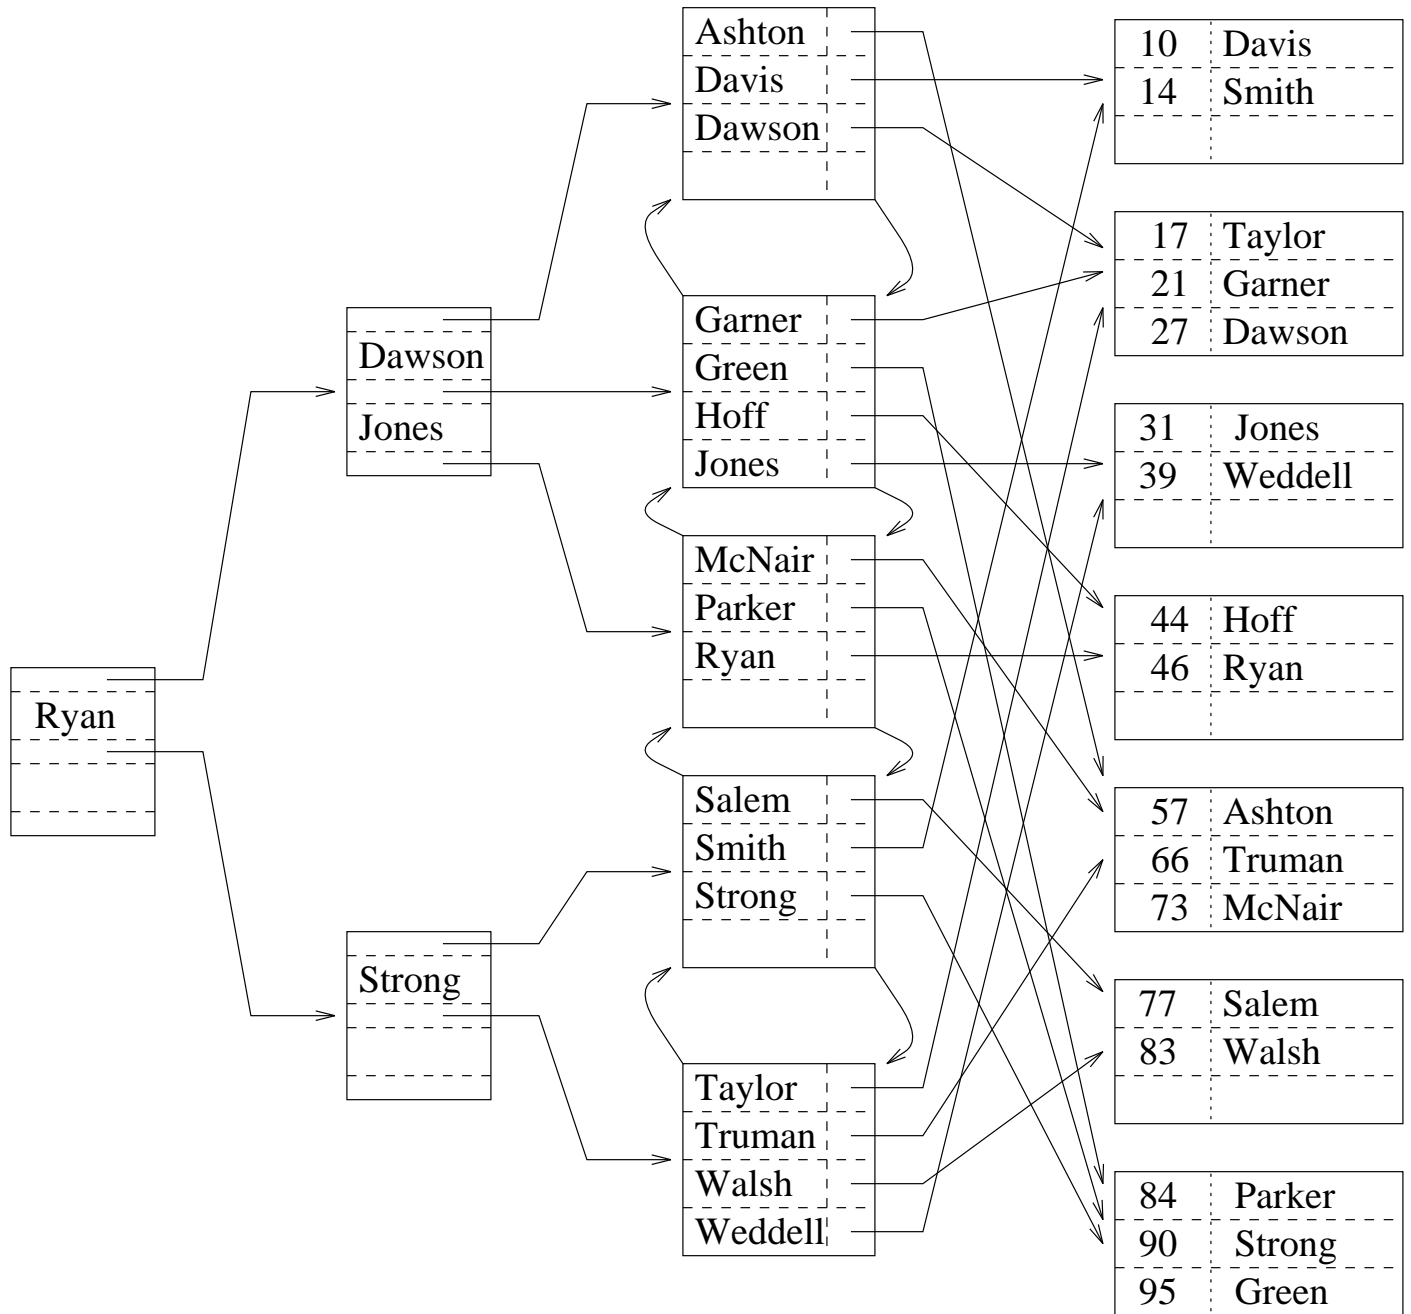 Ryan
Dawson
Jones
Strong
Ashton
Davis
Dawson
Garner
Green
Hoff
Jones
McNair
Parker
Ryan
Salem
Smith
Strong
Taylor
Truman
Walsh
Weddell
10 Davis
14 Smith
17 Taylor
21 Garner
27 Dawson
31 Jones
39 Weddell
44 Hoff
46 Ryan
57 Ashton
66 Truman
73 McNair
77 Salem
83 Walsh
84 Parker
90 Strong
95 Green